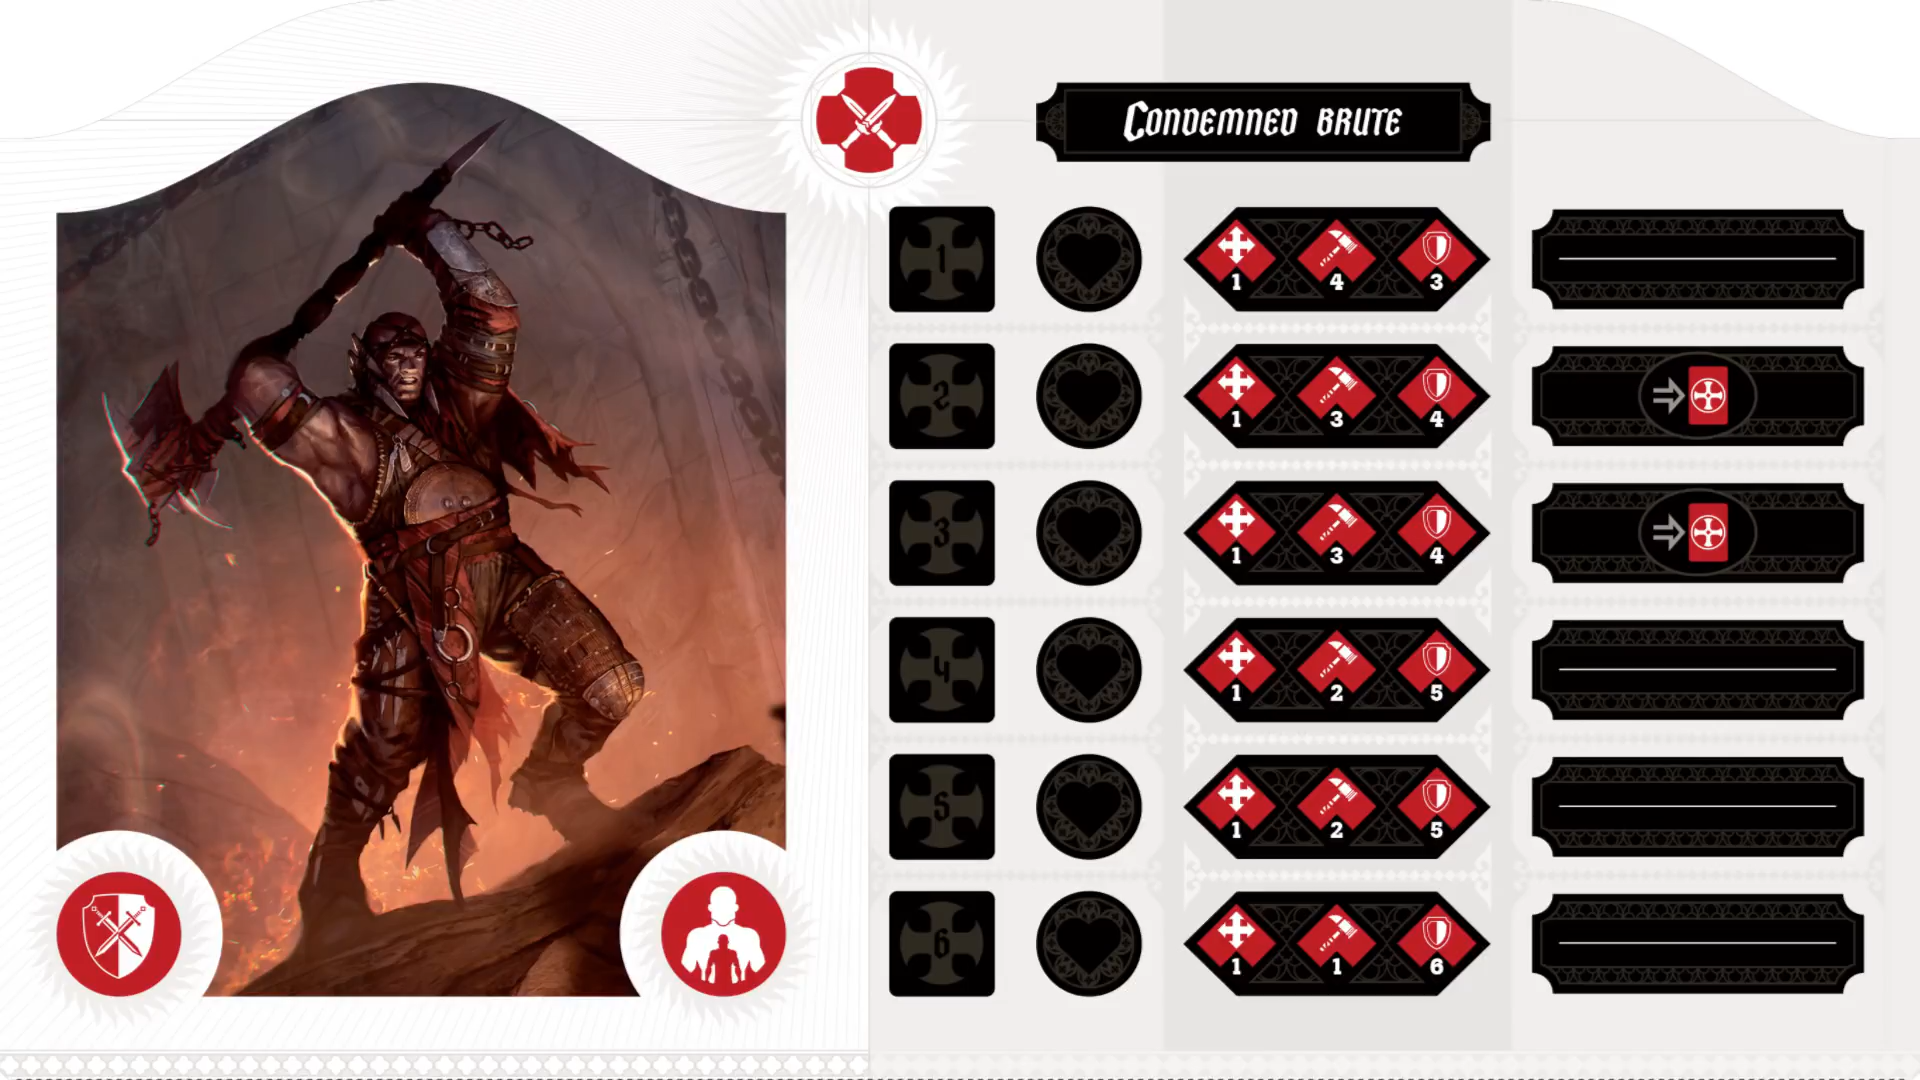 Condemned brute
1 1 4 3
2 1 3 4
3 1 3 4
4 1 2 5
5 1 2 5
6 1 1 6